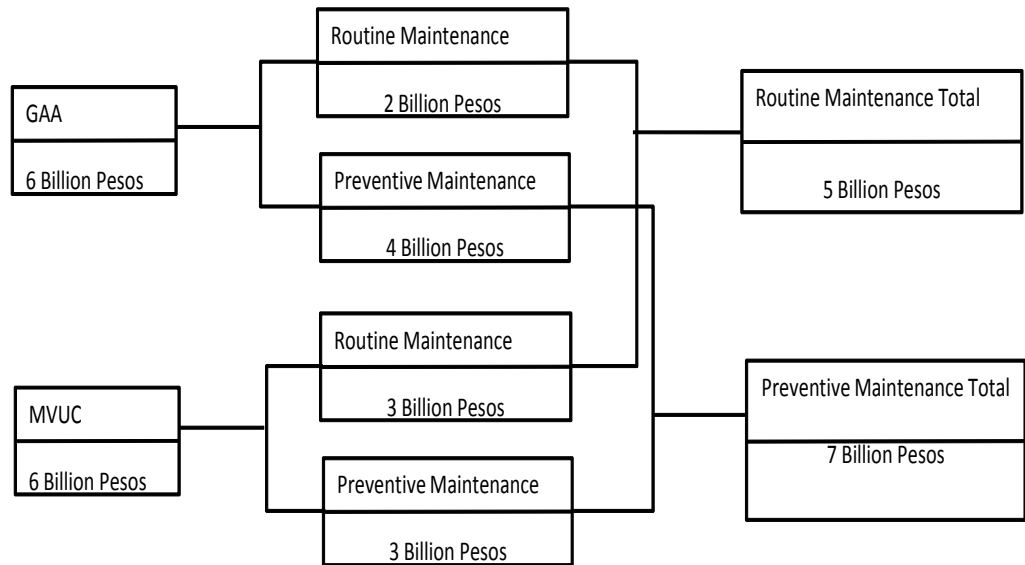 Routine Maintenance
2 Billion Pesos
GAA
6 Billion Pesos
Preventive Maintenance
4 Billion Pesos
Routine Maintenance Total
5 Billion Pesos
Routine Maintenance
3 Billion Pesos
MVUC
6 Billion Pesos
Preventive Maintenance
3 Billion Pesos
Preventive Maintenance Total
7 Billion Pesos